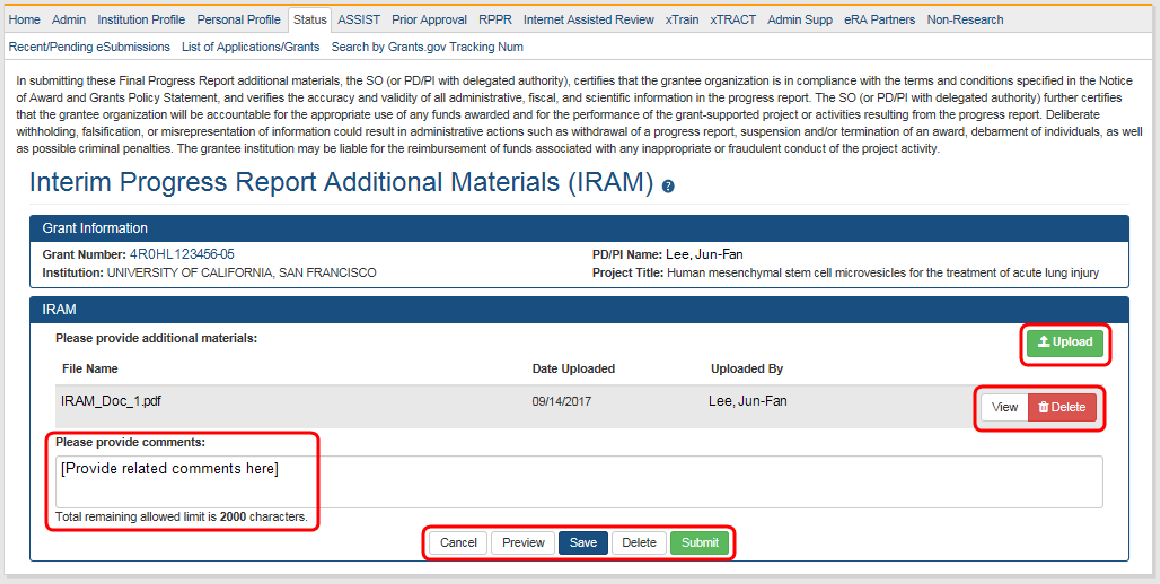 Home Admin Institution Profile Personal Profile Status ASSIST Prior Approval RPPR Internet Assisted Review xTrain xTRACT Admin Supp eRA Partners Non-Research
Recent/Pending eSubmissions List of Applications/Grants Search by Grants.gov Tracking Num
In submitting these Final Progress Report additional materials, the SO (or PD/PI with delegated authority), certifies that the grantee organization is in compliance with the terms and conditions specified in the Notice
of Award and Grants Policy Statement, and verifies the accuracy and validity of all administrative, fiscal, and scientific information in the progress report. The SO (or PD/PI with delegated authority) further certifies
that the grantee organization will be accountable for the appropriate use of any funds awarded and for the performance of the grant-supported project or activities resulting from the progress report. Deliberate
withholding, falsification, or misrepresentation of information could result in administrative actions such as withdrawal of a progress report, suspension and/or termination of an award, debarment of individuals, as well
as possible criminal penalties. The grantee institution may be liable for the reimbursement of funds associated with any inappropriate or fraudulent conduct of the project activity.
Interim Progress Report Additional Materials (IRAM) ?
Grant Information
Grant Number: 4R0HL123456-05 PD/PI Name: Lee, Jun-Fan
Institution: UNIVERSITY OF CALIFORNIA, SAN FRANCISCO Project Title: Human mesenchymal stem cell microvesicles for the treatment of acute lung injury
IRAM
Please provide additional materials: Upload
File Name Date Uploaded Uploaded By
IRAM_Doc_1.pdf 09/14/2017 Lee, Jun-Fan View Delete
Please provide comments:
[Provide related comments here]
Total remaining allowed limit is 2000 characters.
Cancel Preview Save Delete Submit